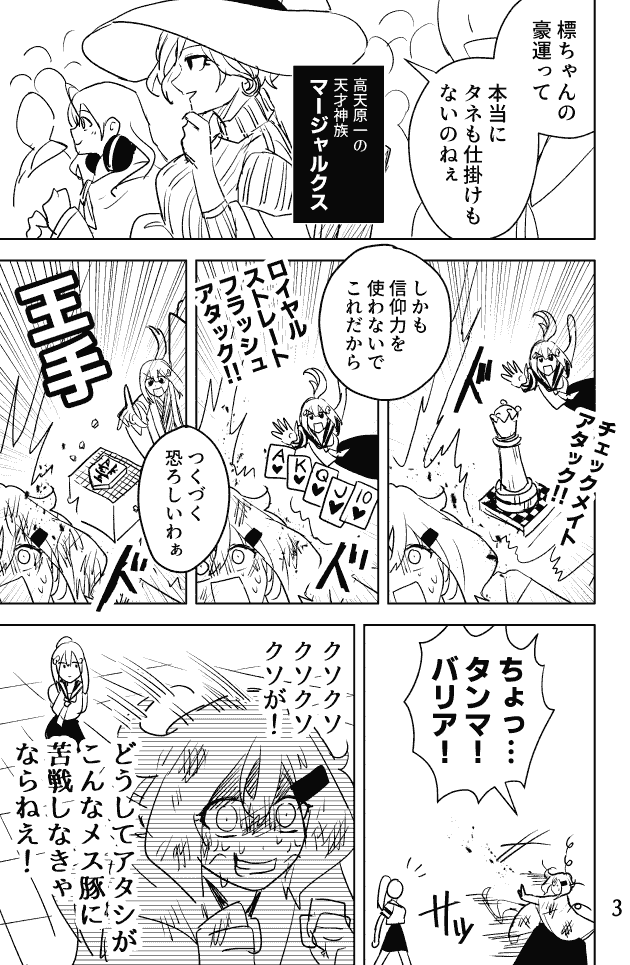 標ちゃんの
豪運って
本当に
タネも仕掛けも
ないのねぇ
高天原一の
天才神族
マージャルクス
チェックメイト
アタック!!
ズド
しかも
信仰力を
使わないで
これだから
ロイヤル
ストレート
フラッシュ
アタック!!
A K Q J 10
ズド
王手
つくづく
恐ろしいわぁ
ズド
ちょっ…
タンマ!
バリア!
ザッ
クソクソ
クソクソ
クソが!
どうしてアタシが
こんなメス豚に
苦戦しなきゃ
ならねえ!
3